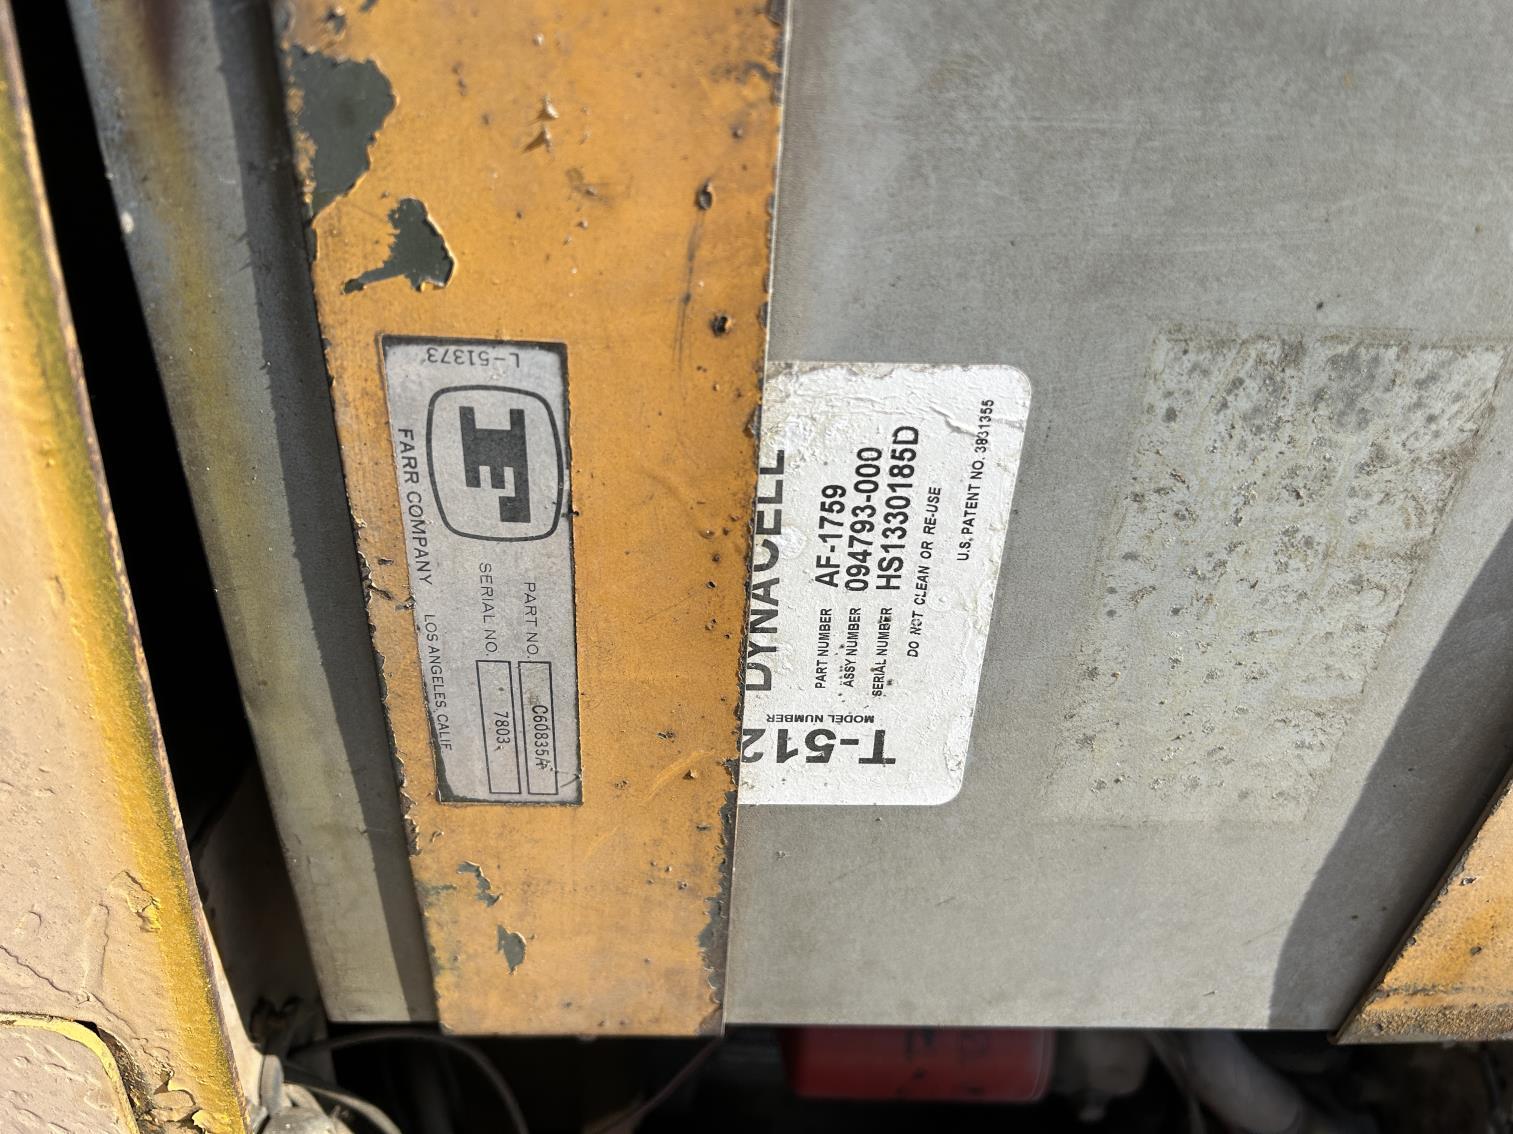 L-51373
F
FARR COMPANY LOS ANGELES, CALIF.
SERIAL NO. 7803
PART NO. C60835A
DYNACELL
PART NUMBER AF-1759
ASSY NUMBER 094793-000
SERIAL NUMBER HS1330185D
DO NOT CLEAN OR RE-USE
U.S. PATENT NO. 3831355
MODEL NUMBER
T-512